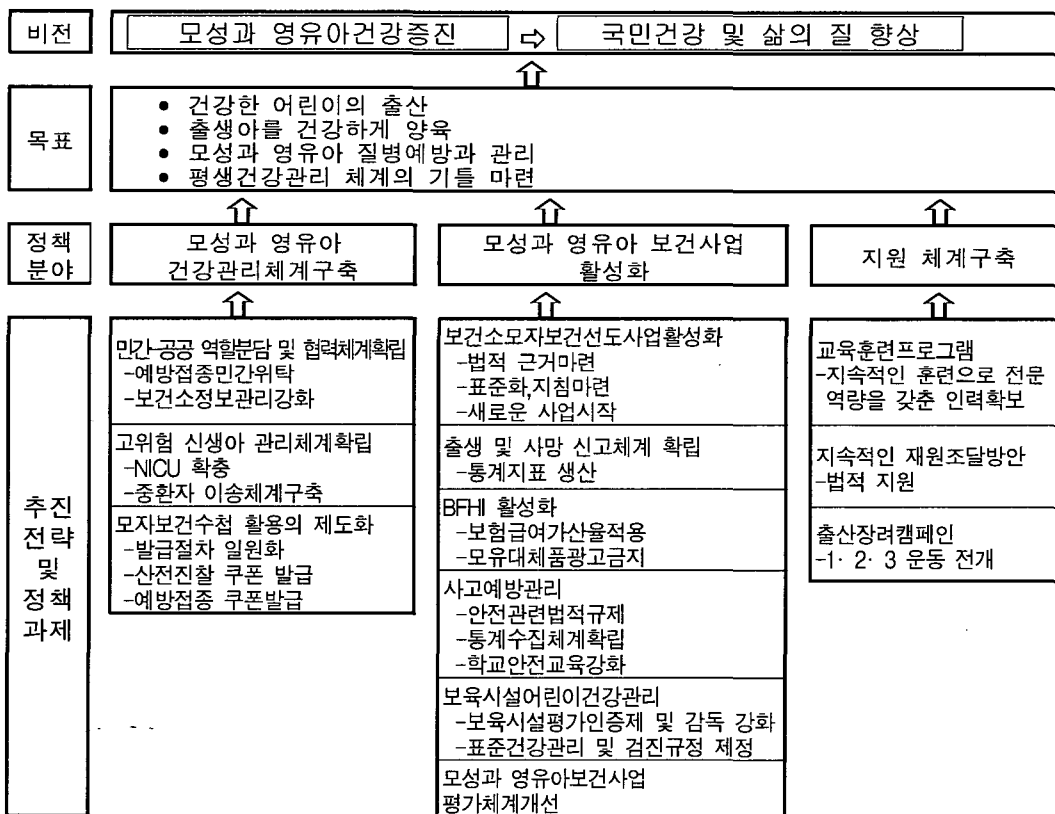 비전
모성과 영유아건강증진 ⇨ 국민건강 및 삶의 질 향상
목표
• 건강한 어린이의 출산
• 출생아를 건강하게 양육
• 모성과 영유아 질병예방과 관리
• 평생건강관리 체계의 기틀 마련
정책
분야
모성과 영유아
건강관리체계구축
모성과 영유아 보건사업
활성화
지원 체계구축
추진
전략
및
정책
과제
민간-공공 역할분담 및 협력체계확립
-예방접종민간위탁
-보건소정보관리강화
고위험 신생아 관리체계확립
-NICU 확충
-중환자 이송체계구축
모자보건수첩 활용의 제도화
-발급절차 일원화
-산전진찰 쿠폰 발급
-예방접종 쿠폰발급
보건소모자보건선도사업활성화
-법적 근거마련
-표준화,지침마련
-새로운 사업시작
출생 및 사망 신고체계 확립
-통계지표 생산
BFHI 활성화
-보험급여가산율적용
-모유대체품광고금지
사고예방관리
-안전관련법적규제
-통계수집체계확립
-학교안전교육강화
보육시설어린이건강관리
-보육시설평가인증제 및 감독 강화
-표준건강관리 및 검진규정 제정
모성과 영유아보건사업
평가체계개선
교육훈련프로그램
-지속적인 훈련으로 전문
역량을 갖춘 인력확보
지속적인 재원조달방안
-법적 지원
출산장려캠페인
-1· 2· 3 운동 전개